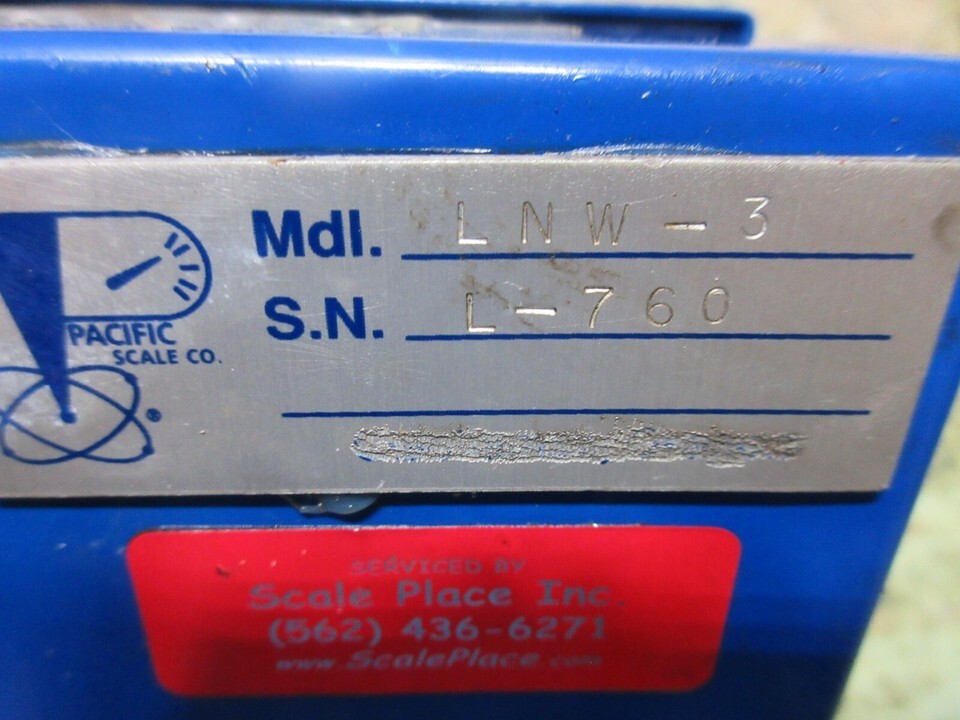 Mdl. LNW-3
S.N. L-760
PACIFIC
SCALE CO.
®
SERVICED BY
Scale Place Inc.
(562) 436-6271
www.ScalePlace.com